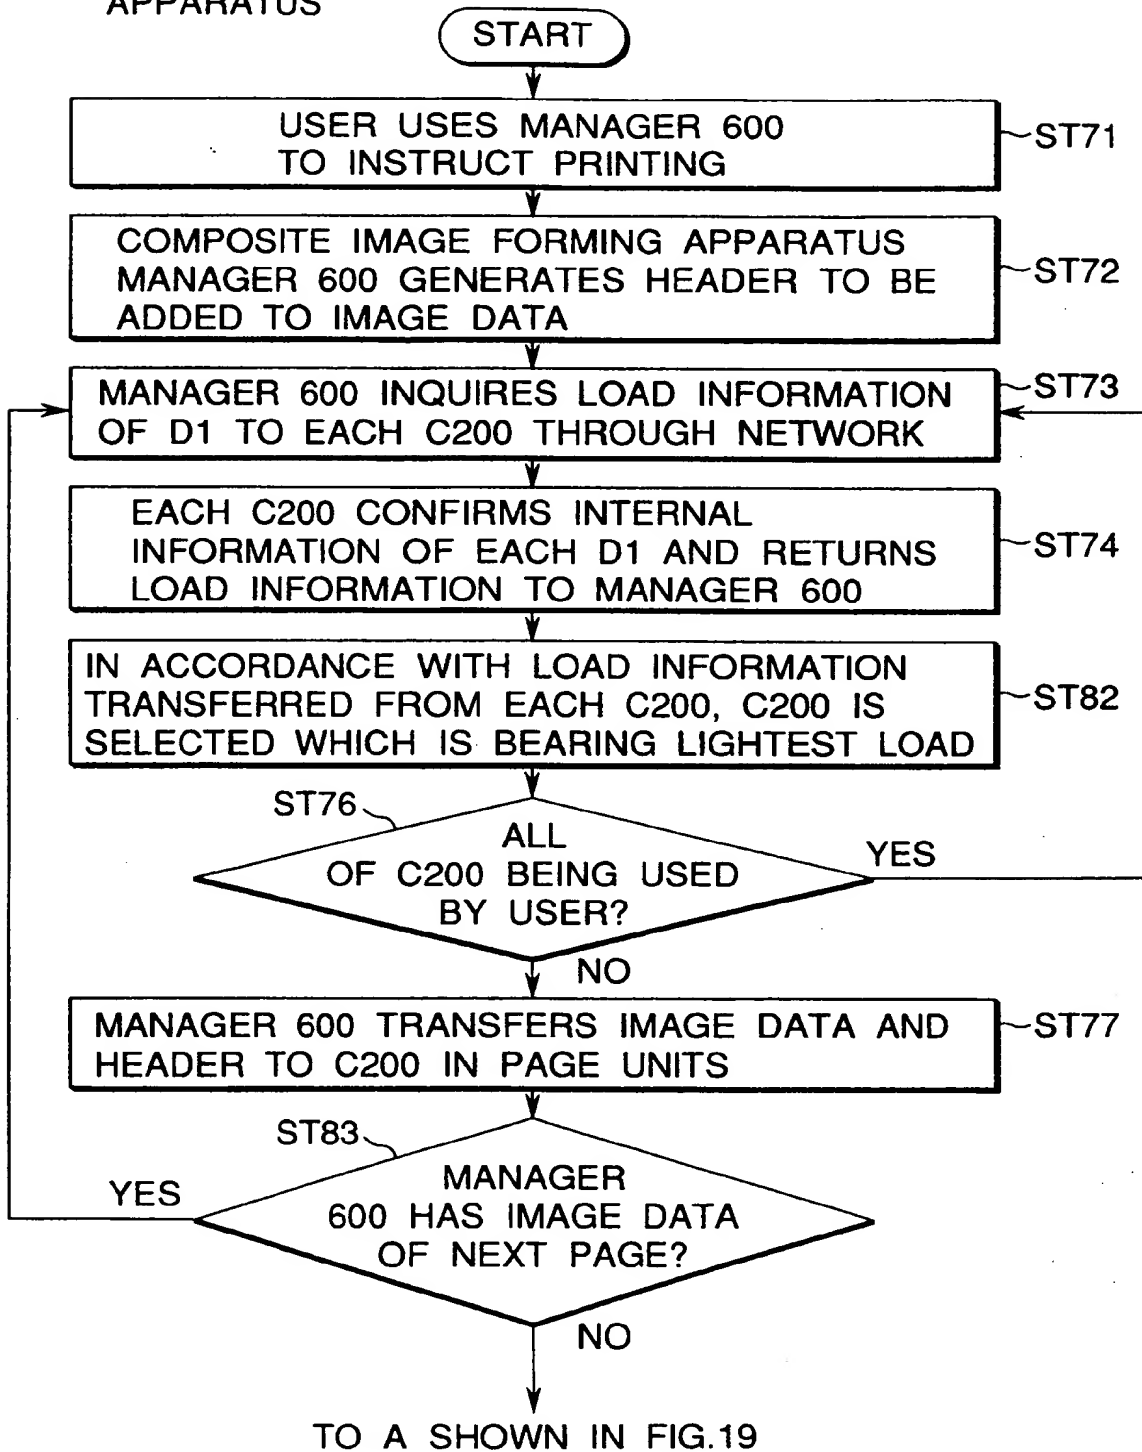 APPARATUS
START
USER USES MANAGER 600
TO INSTRUCT PRINTING
ST71
COMPOSITE IMAGE FORMING APPARATUS
MANAGER 600 GENERATES HEADER TO BE
ADDED TO IMAGE DATA
ST72
MANAGER 600 INQUIRES LOAD INFORMATION
OF D1 TO EACH C200 THROUGH NETWORK
ST73
EACH C200 CONFIRMS INTERNAL
INFORMATION OF EACH D1 AND RETURNS
LOAD INFORMATION TO MANAGER 600
ST74
IN ACCORDANCE WITH LOAD INFORMATION
TRANSFERRED FROM EACH C200, C200 IS
SELECTED WHICH IS BEARING LIGHTEST LOAD
ST82
ST76
ALL
OF C200 BEING USED
BY USER?
YES
NO
MANAGER 600 TRANSFERS IMAGE DATA AND
HEADER TO C200 IN PAGE UNITS
ST77
ST83
MANAGER
600 HAS IMAGE DATA
OF NEXT PAGE?
YES
NO
TO A SHOWN IN FIG.19